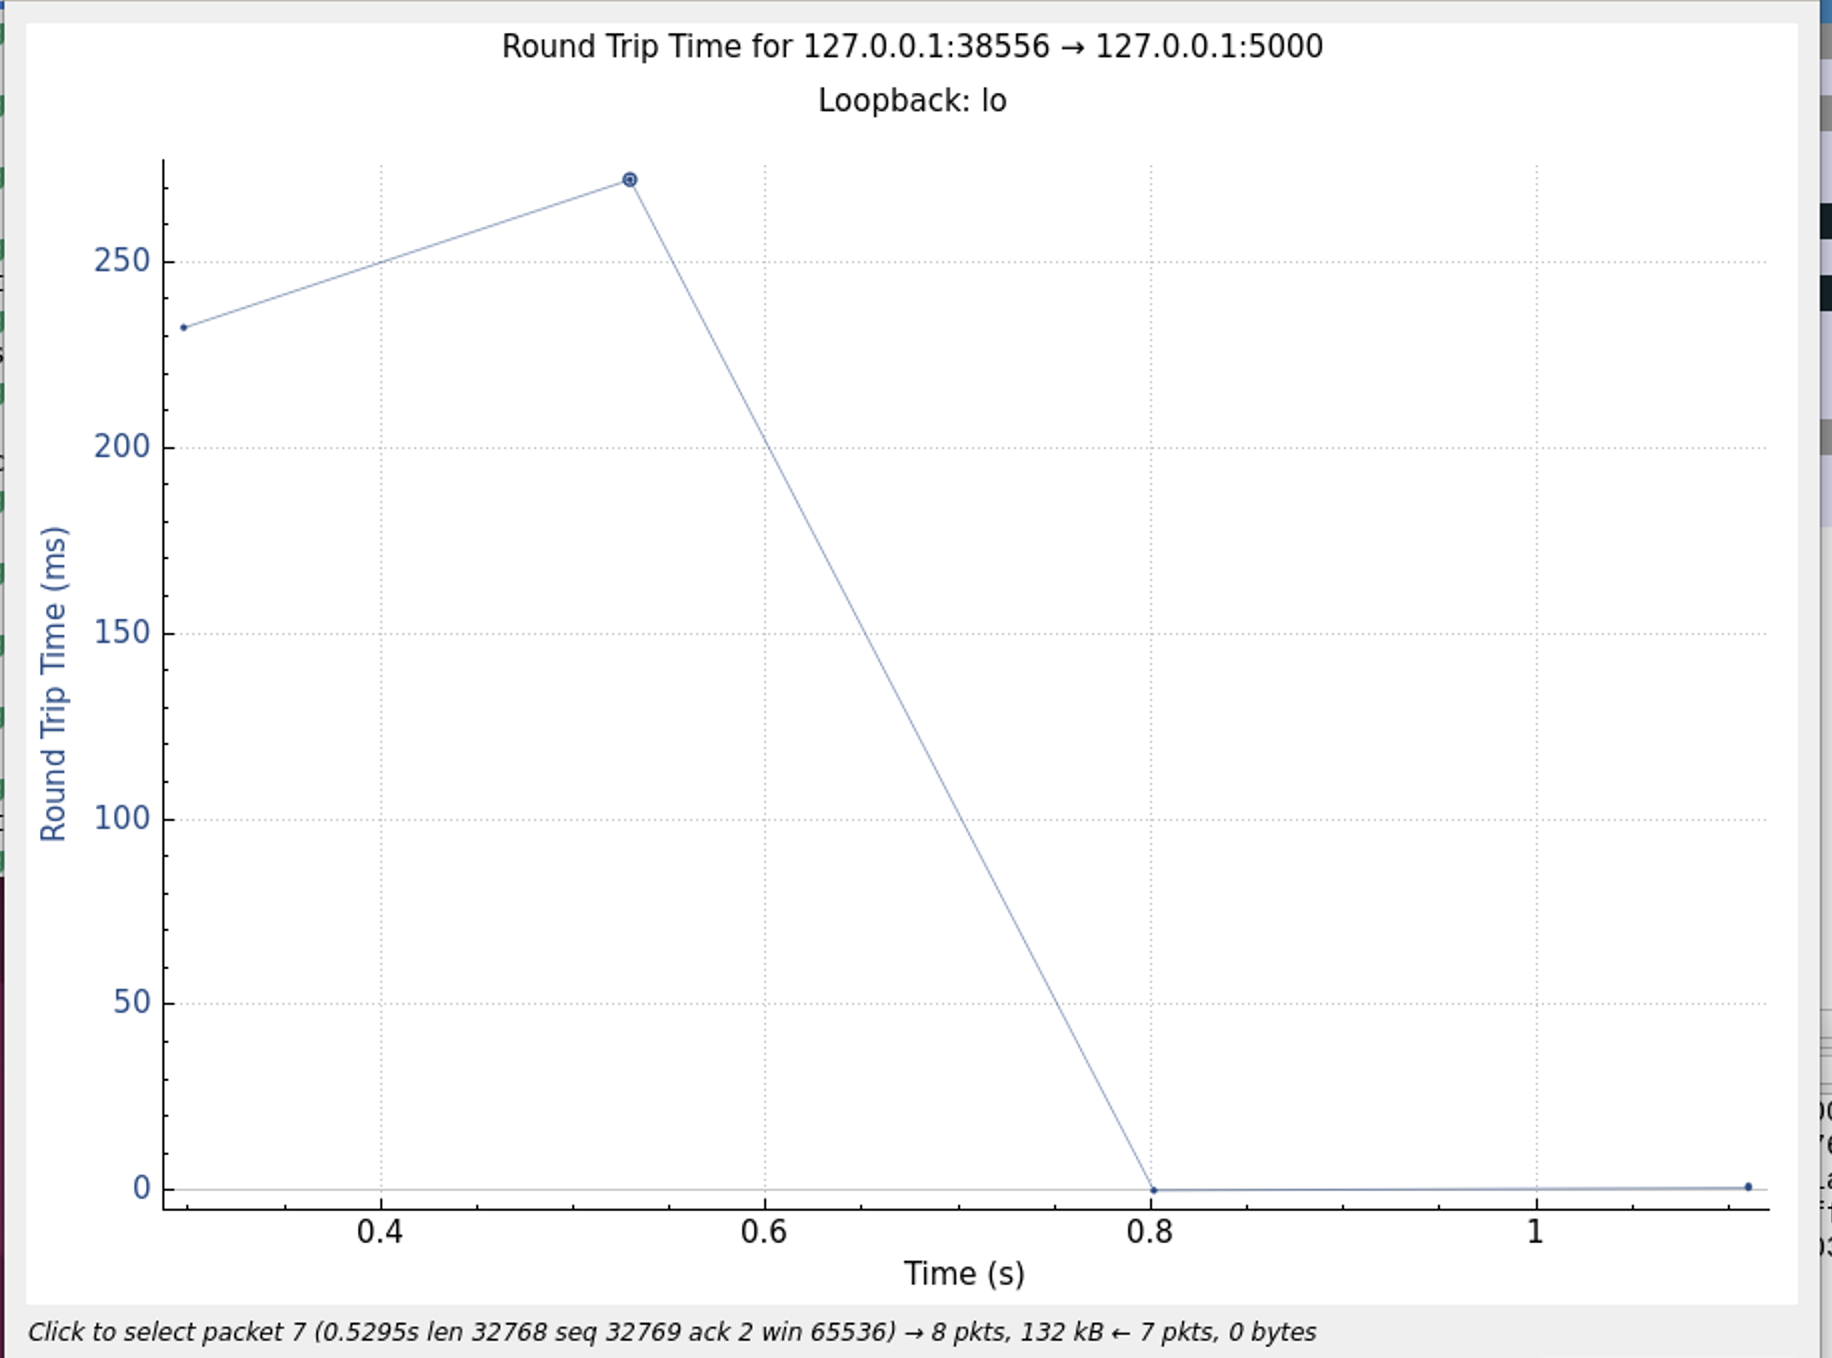 Round Trip Time for 127.0.0.1:38556 → 127.0.0.1:5000
Loopback: lo
Round Trip Time (ms)
250
200
150
100
50
0
0.4 0.6 0.8 1
Time (s)
Click to select packet 7 (0.5295s len 32768 seq 32769 ack 2 win 65536) → 8 pkts, 132 kB ← 7 pkts, 0 bytes